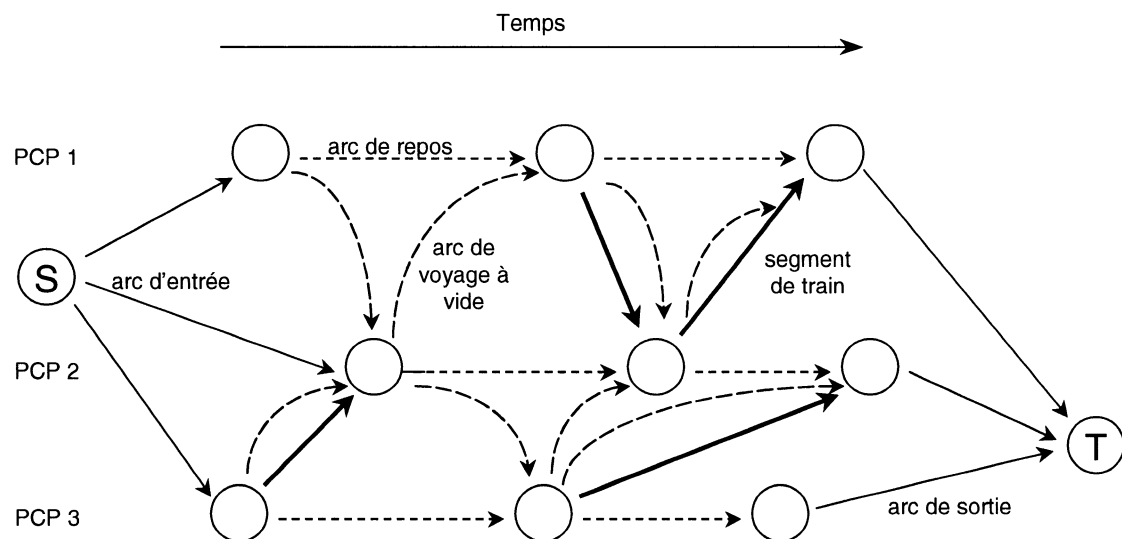 Temps
PCP 1
arc de repos
S
arc d'entrée
arc de
voyage à
vide
segment
de train
PCP 2
T
PCP 3
arc de sortie